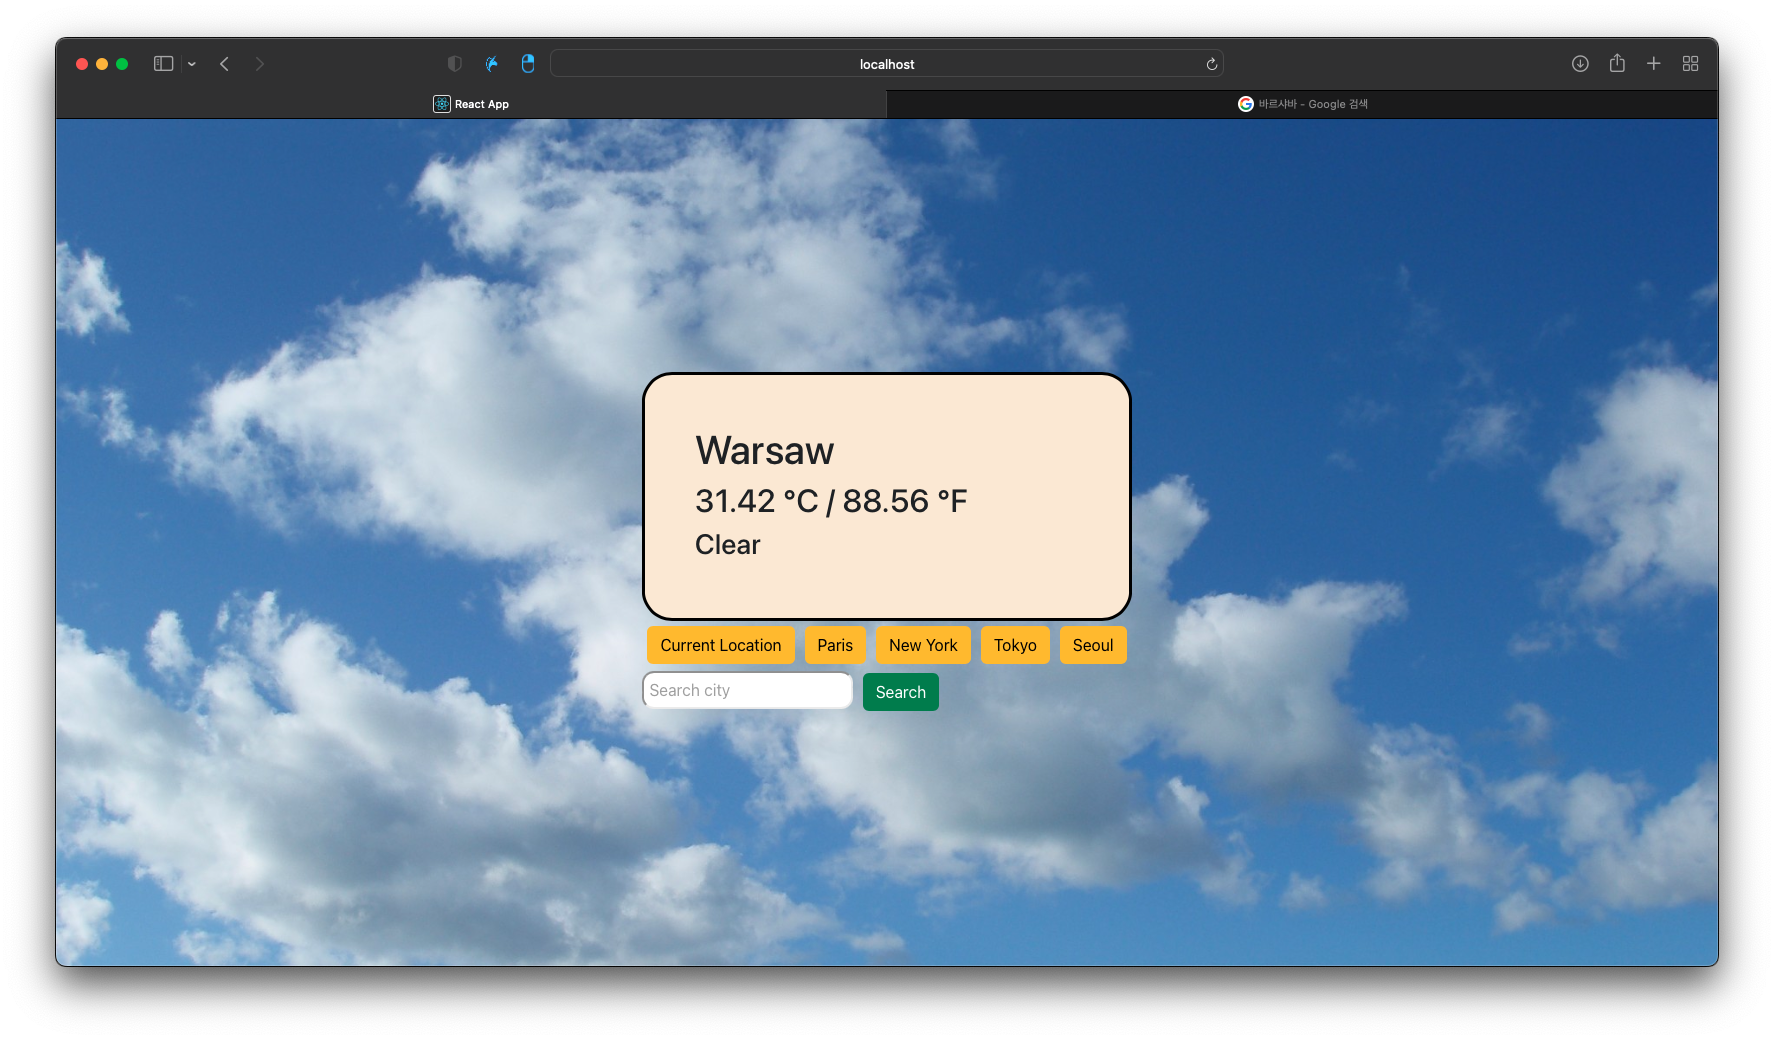 localhost
React App
바르샤바 - Google 검색
Warsaw
31.42 °C / 88.56 °F
Clear
Current Location
Paris
New York
Tokyo
Seoul
Search city
Search